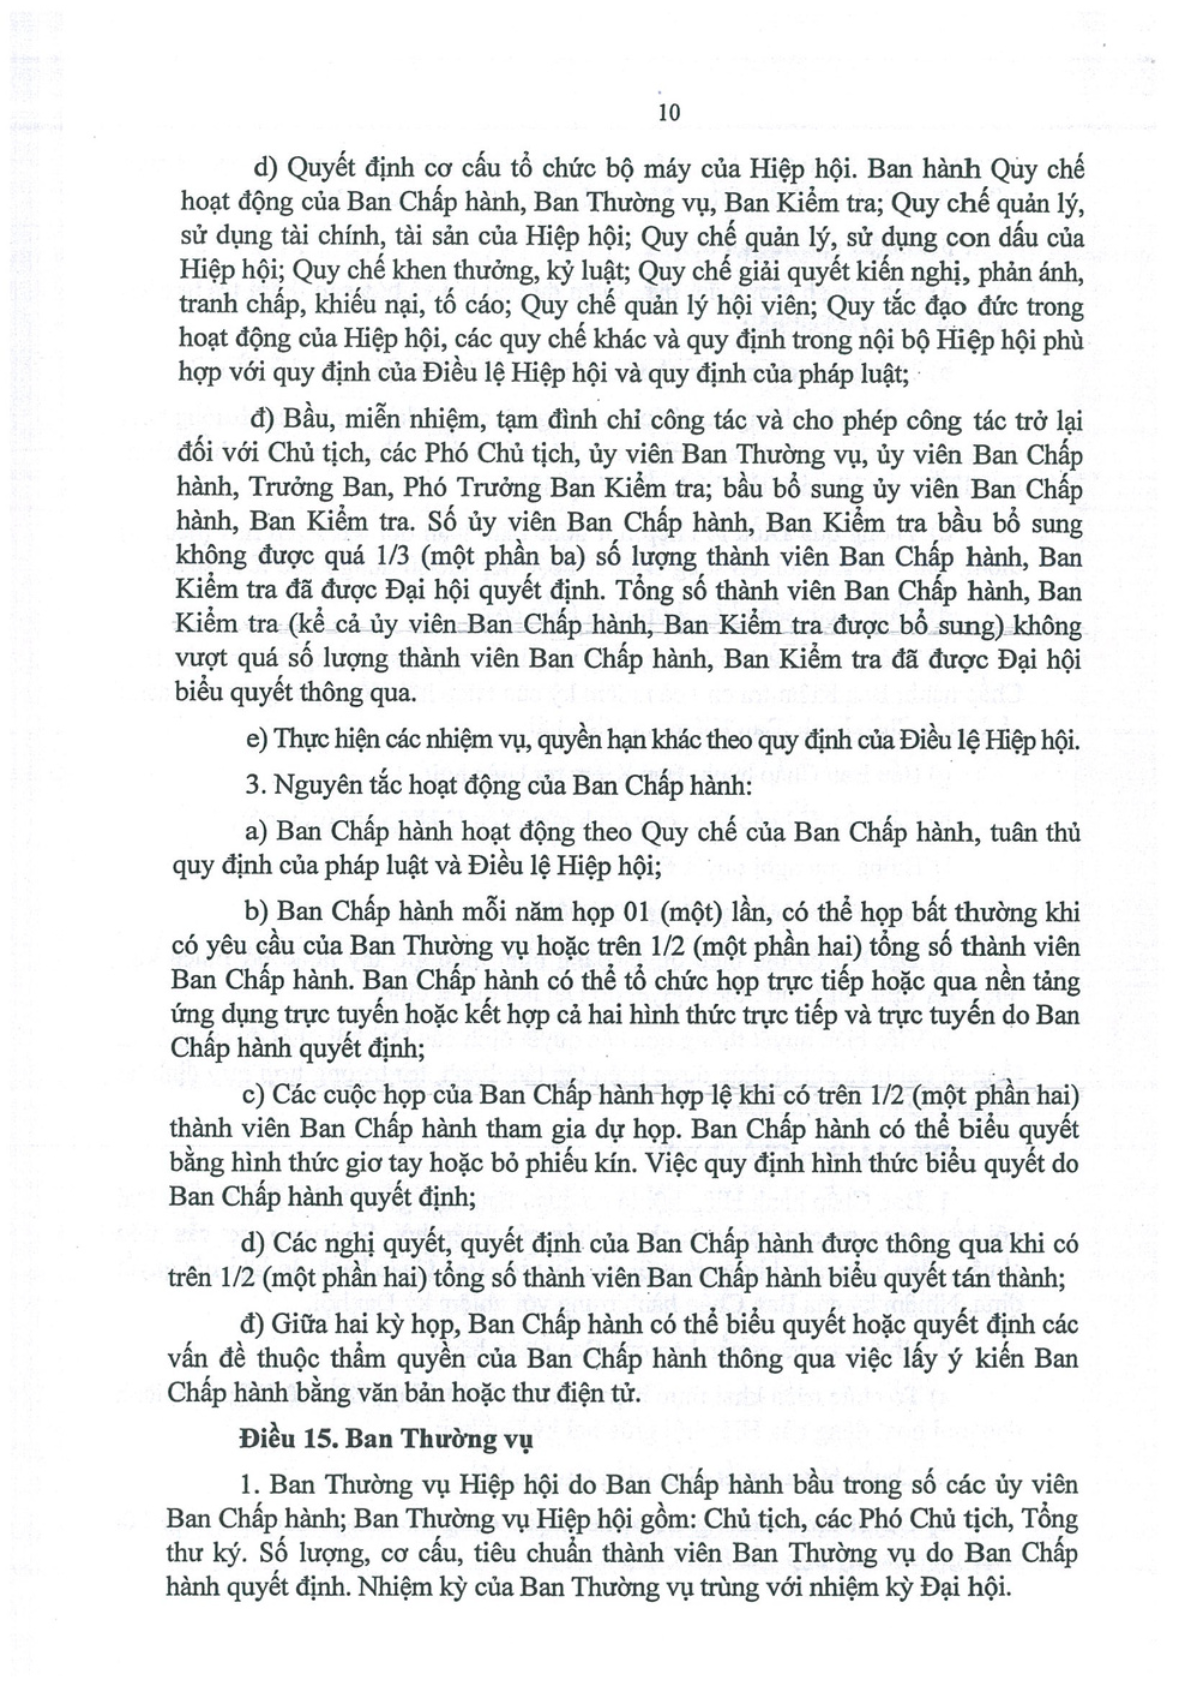 10
d) Quyết định cơ cấu tổ chức bộ máy của Hiệp hội. Ban hành Quy chế
hoạt động của Ban Chấp hành, Ban Thường vụ, Ban Kiểm tra; Quy chế quản lý,
sử dụng tài chính, tài sản của Hiệp hội; Quy chế quản lý, sử dụng con dấu của
Hiệp hội; Quy chế khen thưởng, kỷ luật; Quy chế giải quyết kiến nghị, phản ánh,
tranh chấp, khiếu nại, tố cáo; Quy chế quản lý hội viên; Quy tắc đạo đức trong
hoạt động của Hiệp hội, các quy chế khác và quy định trong nội bộ Hiệp hội phù
hợp với quy định của Điều lệ Hiệp hội và quy định của pháp luật;
đ) Bầu, miễn nhiệm, tạm đình chỉ công tác và cho phép công tác trở lại
đối với Chủ tịch, các Phó Chủ tịch, ủy viên Ban Thường vụ, ủy viên Ban Chấp
hành, Trưởng Ban, Phó Trưởng Ban Kiểm tra; bầu bổ sung ủy viên Ban Chấp
hành, Ban Kiểm tra. Số ủy viên Ban Chấp hành, Ban Kiểm tra bầu bổ sung
không được quá 1/3 (một phần ba) số lượng thành viên Ban Chấp hành, Ban
Kiểm tra đã được Đại hội quyết định. Tổng số thành viên Ban Chấp hành, Ban
Kiểm tra (kể cả ủy viên Ban Chấp hành, Ban Kiểm tra được bổ sung) không
vượt quá số lượng thành viên Ban Chấp hành, Ban Kiểm tra đã được Đại hội
biểu quyết thông qua.
e) Thực hiện các nhiệm vụ, quyền hạn khác theo quy định của Điều lệ Hiệp hội.
3. Nguyên tắc hoạt động của Ban Chấp hành:
a) Ban Chấp hành hoạt động theo Quy chế của Ban Chấp hành, tuân thủ
quy định của pháp luật và Điều lệ Hiệp hội;
b) Ban Chấp hành mỗi năm họp 01 (một) lần, có thể họp bất thường khi
có yêu cầu của Ban Thường vụ hoặc trên 1/2 (một phần hai) tổng số thành viên
Ban Chấp hành. Ban Chấp hành có thể tổ chức họp trực tiếp hoặc qua nền tảng
ứng dụng trực tuyến hoặc kết hợp cả hai hình thức trực tiếp và trực tuyến do Ban
Chấp hành quyết định;
c) Các cuộc họp của Ban Chấp hành hợp lệ khi có trên 1/2 (một phần hai)
thành viên Ban Chấp hành tham gia dự họp. Ban Chấp hành có thể biểu quyết
bằng hình thức giơ tay hoặc bỏ phiếu kín. Việc quy định hình thức biểu quyết do
Ban Chấp hành quyết định;
d) Các nghị quyết, quyết định của Ban Chấp hành được thông qua khi có
trên 1/2 (một phần hai) tổng số thành viên Ban Chấp hành biểu quyết tán thành;
đ) Giữa hai kỳ họp, Ban Chấp hành có thể biểu quyết hoặc quyết định các
vấn đề thuộc thẩm quyền của Ban Chấp hành thông qua việc lấy ý kiến Ban
Chấp hành bằng văn bản hoặc thư điện tử.
Điều 15. Ban Thường vụ
1. Ban Thường vụ Hiệp hội do Ban Chấp hành bầu trong số các ủy viên
Ban Chấp hành; Ban Thường vụ Hiệp hội gồm: Chủ tịch, các Phó Chủ tịch, Tổng
thư ký. Số lượng, cơ cấu, tiêu chuẩn thành viên Ban Thường vụ do Ban Chấp
hành quyết định. Nhiệm kỳ của Ban Thường vụ trùng với nhiệm kỳ Đại hội.